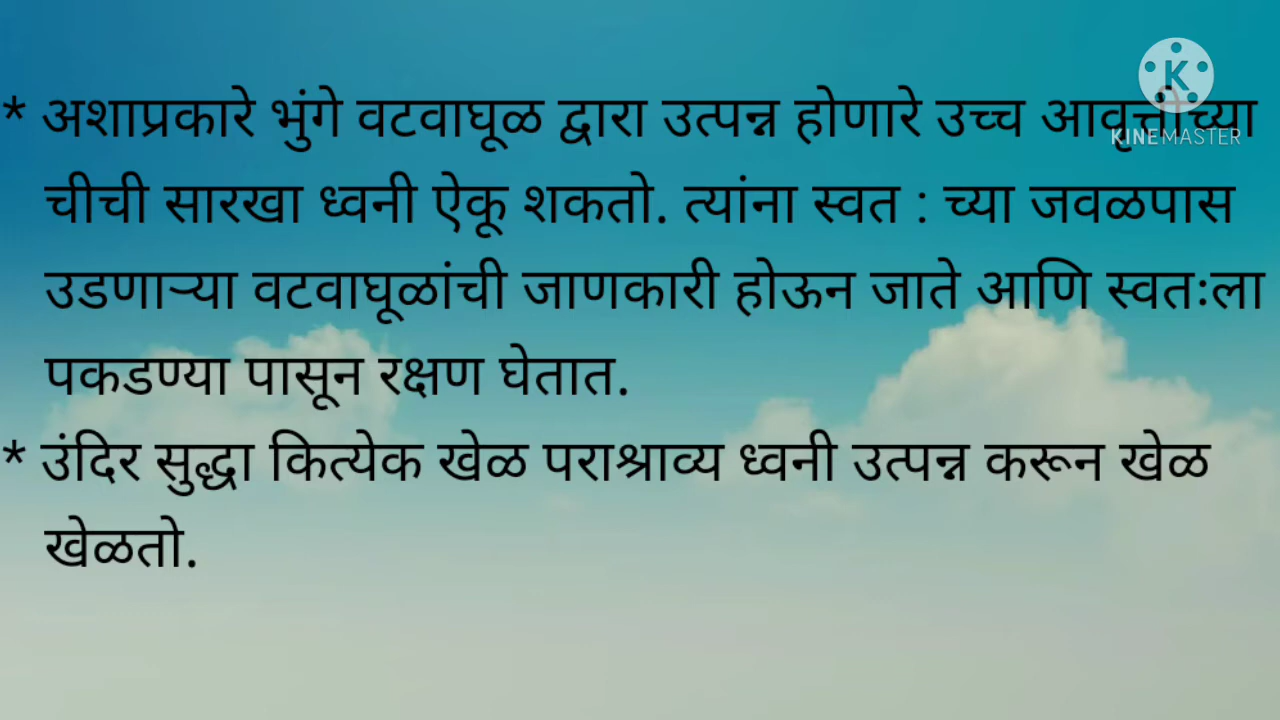 * अशाप्रकारे भुंगे वटवाघूळ द्वारा उत्पन्न होणारे उच्च आवृत्तीच्या
चीची सारखा ध्वनी ऐकू शकतो. त्यांना स्वत : च्या जवळपास
उडणाऱ्या वटवाघूळांची जाणकारी होऊन जाते आणि स्वतःला
पकडण्या पासून रक्षण घेतात.
* उंदिर सुद्धा कित्येक खेळ पराश्राव्य ध्वनी उत्पन्न करून खेळ
खेळतो.
K
KINEMASTER